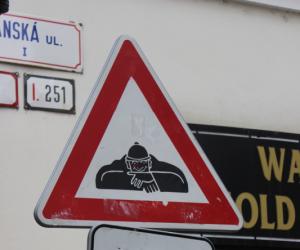 ANSKÁ UL.
I
I. 251
WA
OLD